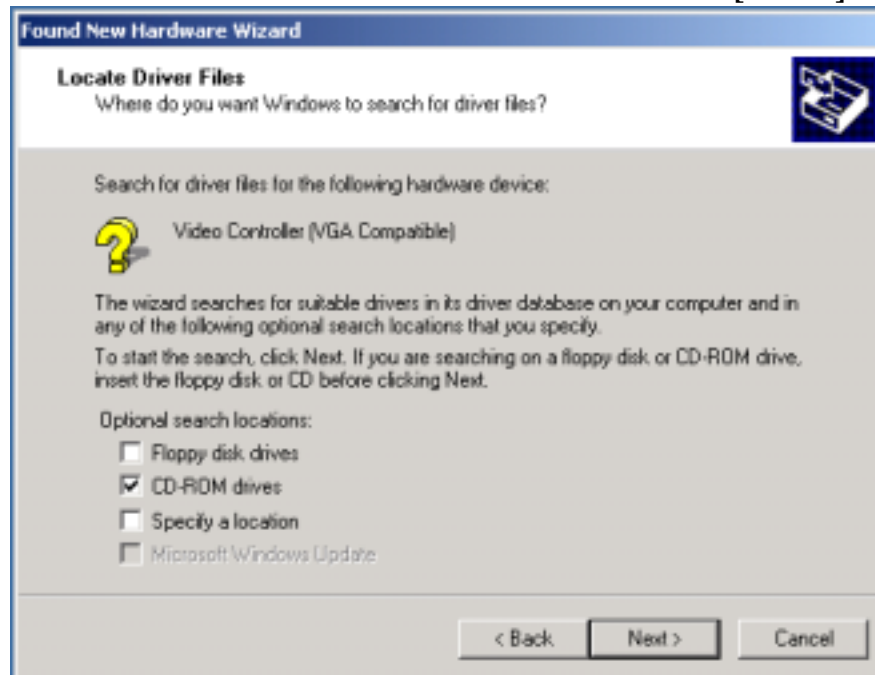 Found New Hardware Wizard
Locate Driver Files
Where do you want Windows to search for driver files?
Search for driver files for the following hardware device:
Video Controller (VGA Compatible)
The wizard searches for suitable drivers in its driver database on your computer and in
any of the following optional search locations that you specify.
To start the search, click Next. If you are searching on a floppy disk or CD-ROM drive,
insert the floppy disk or CD before clicking Next.
Optional search locations:
Floppy disk drives
CD-ROM drives
Specify a location
Microsoft Windows Update
< Back
Next >
Cancel